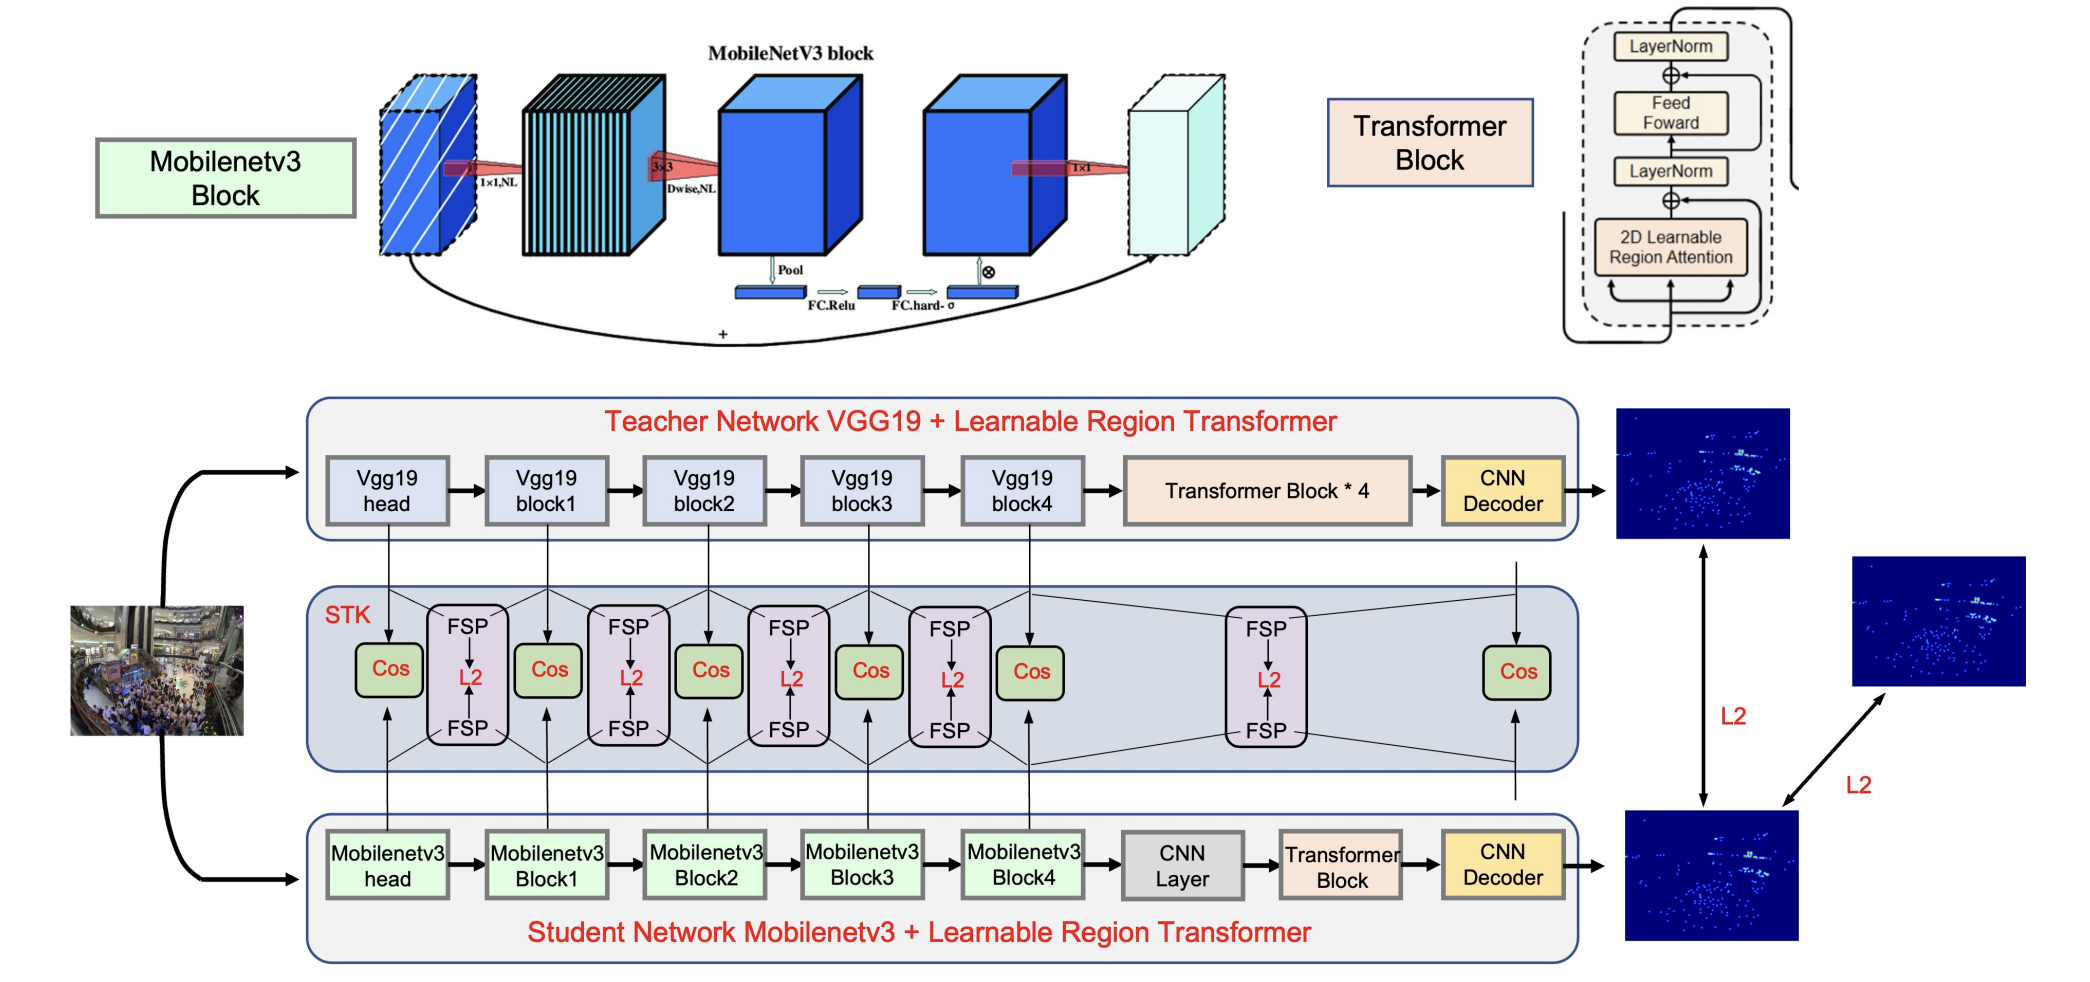 MobileNetV3 block
Mobilenetv3
Block
1
1×1,NL
3×3
Dwise,NL
1×1
Pool
FC.Relu
FC.hard- σ
⊗
+
Transformer
Block
LayerNorm
Feed
Foward
LayerNorm
2D Learnable
Region Attention
Teacher Network VGG19 + Learnable Region Transformer
Vgg19
head
Vgg19
block1
Vgg19
block2
Vgg19
block3
Vgg19
block4
Transformer Block * 4
CNN
Decoder
STK
Cos
FSP
L2
FSP
Cos
FSP
L2
FSP
Cos
FSP
L2
FSP
Cos
FSP
L2
FSP
Cos
FSP
L2
FSP
Cos
L2
L2
Mobilenetv3
head
Mobilenetv3
Block1
Mobilenetv3
Block2
Mobilenetv3
Block3
Mobilenetv3
Block4
CNN
Layer
Transformer
Block
CNN
Decoder
Student Network Mobilenetv3 + Learnable Region Transformer